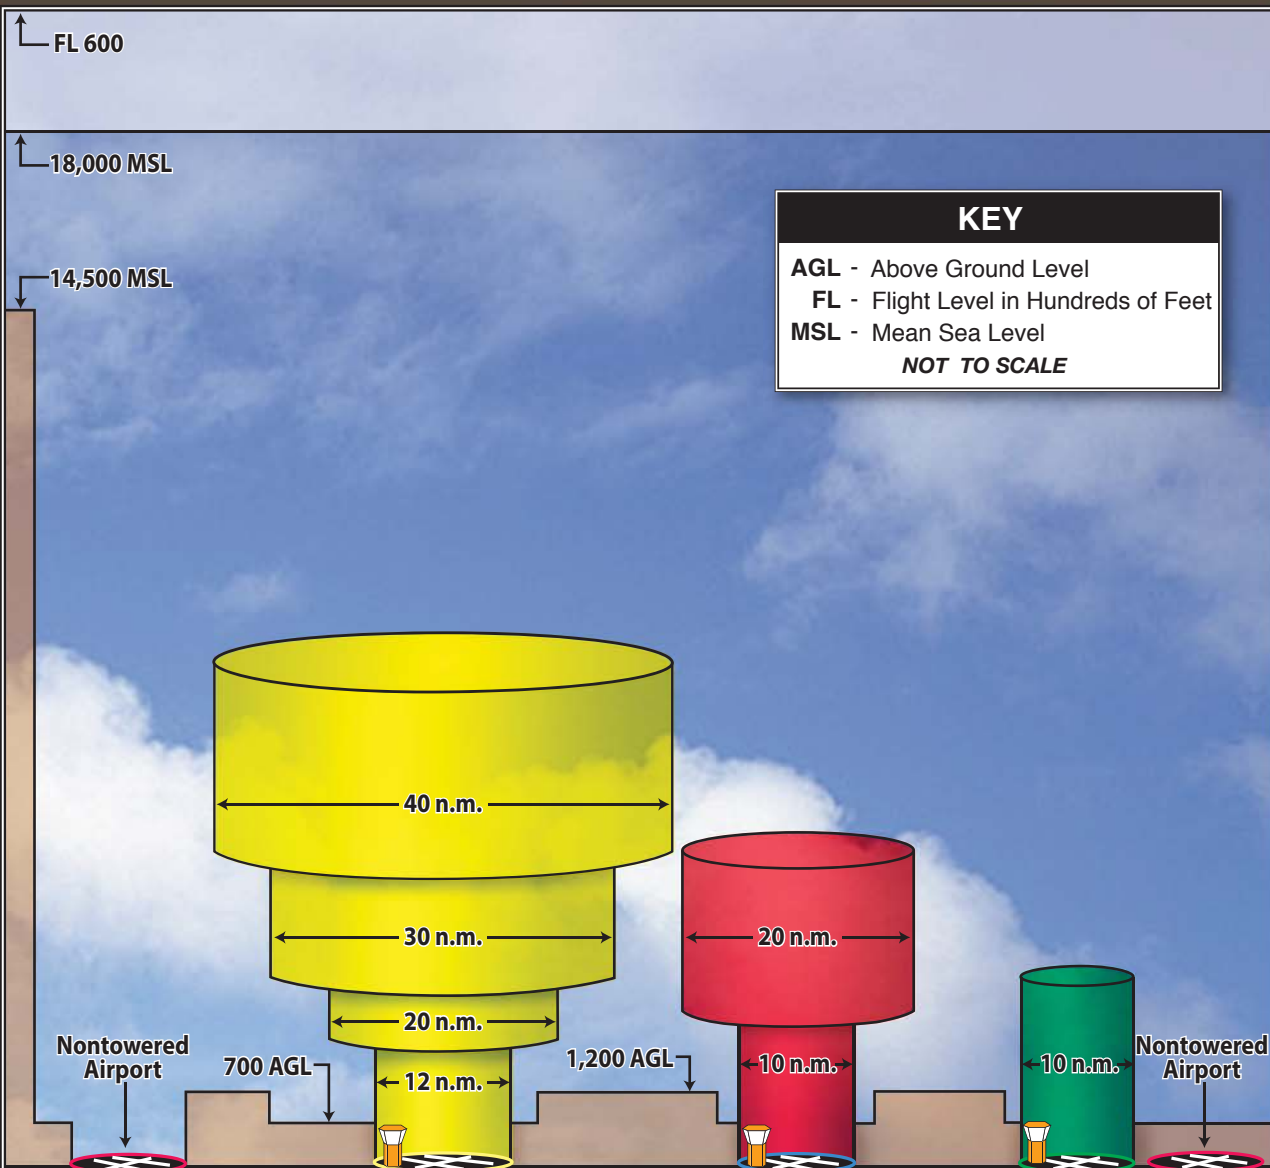 FL 600
18,000 MSL
14,500 MSL
KEY
AGL - Above Ground Level
FL - Flight Level in Hundreds of Feet
MSL - Mean Sea Level
NOT TO SCALE
40 n.m.
30 n.m.
20 n.m.
20 n.m.
Nontowered
Airport
700 AGL
12 n.m.
1,200 AGL
10 n.m.
10 n.m.
Nontowered
Airport